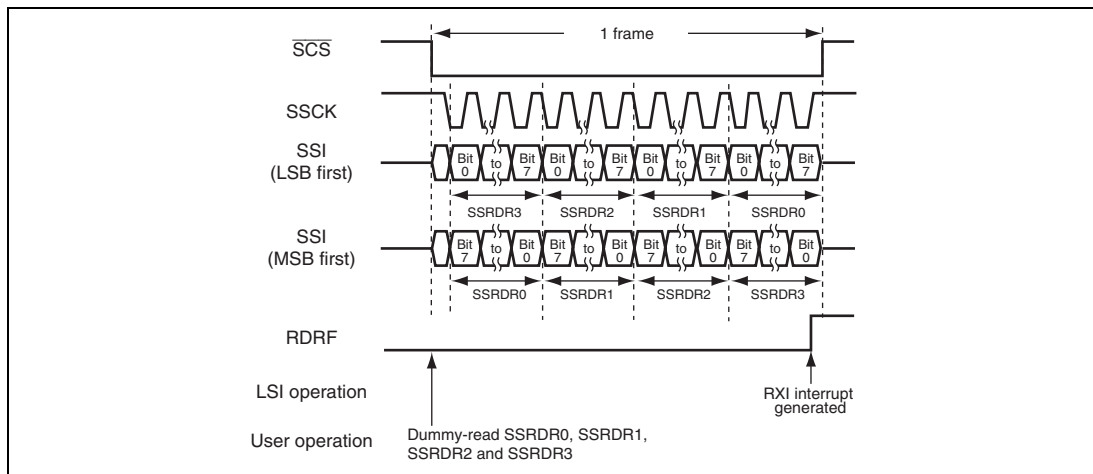 1 frame
SCS
SSCK
SSI
(LSB first)
Bit 0 to Bit 7 Bit 0 to Bit 7 Bit 0 to Bit 7 Bit 0 to Bit 7
SSRDR3 SSRDR2 SSRDR1 SSRDR0
SSI
(MSB first)
Bit 7 to Bit 0 Bit 7 to Bit 0 Bit 7 to Bit 0 Bit 7 to Bit 0
SSRDR0 SSRDR1 SSRDR2 SSRDR3
RDRF
LSI operation
RXI interrupt
generated
User operation
Dummy-read SSRDR0, SSRDR1,
SSRDR2 and SSRDR3